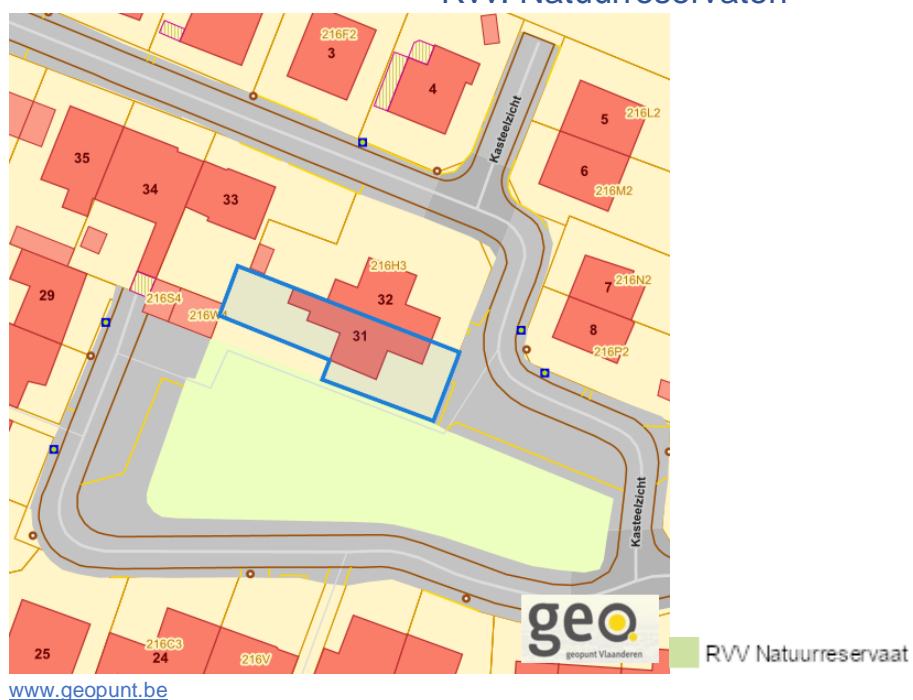 RVV: Natuurreservaten
216F2
3
4
Kasteelzicht
5
216L2
6
216M2
35
34
33
216H3
32
216N2
7
29
216S4
216W4
31
8
216P2
Kasteelzicht
25
216C3
24
216V
geo
geopunt Vlaanderen
RVV Natuurreservaat
www.geopunt.be